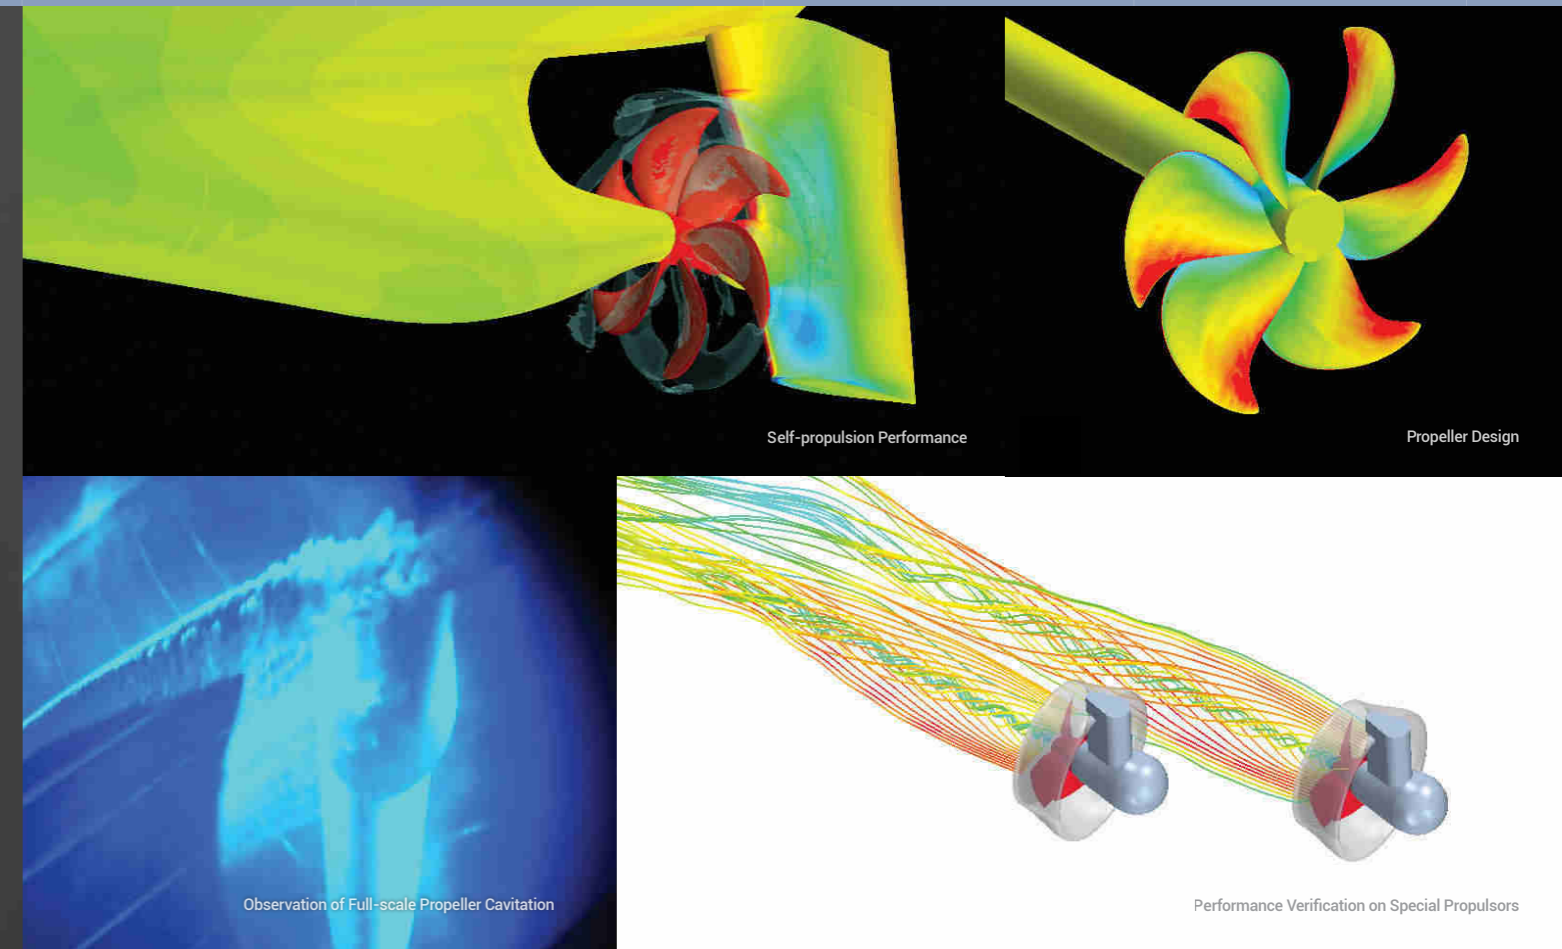 Self-propulsion Performance
Propeller Design
Observation of Full-scale Propeller Cavitation
Performance Verification on Special Propulsors